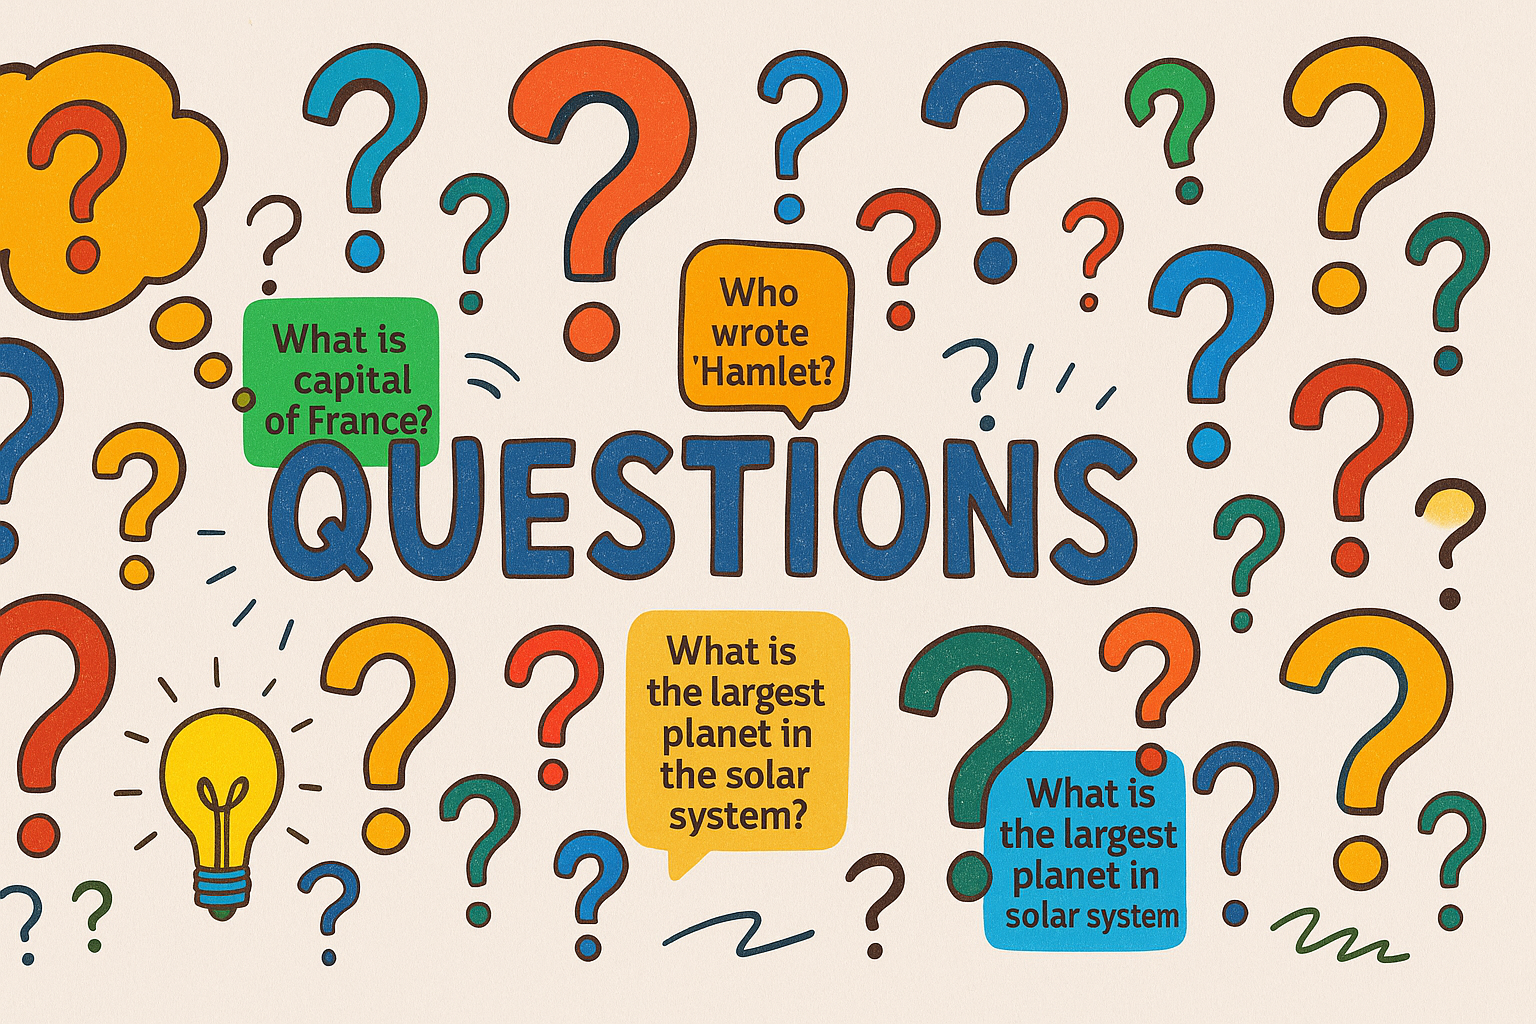 What is
capital
of France?
Who
wrote
'Hamlet?
QUESTIONS
What is
the largest
planet in
the solar
system?
What is
the largest
planet in
solar system